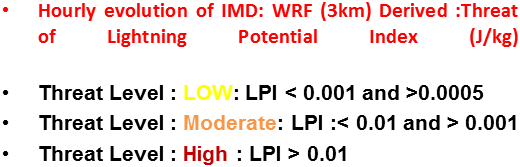 • Hourly evolution of IMD: WRF (3km) Derived :Threat
of Lightning Potential Index (J/kg)
• Threat Level : LOW: LPI < 0.001 and >0.0005
• Threat Level : Moderate: LPI :< 0.01 and > 0.001
• Threat Level : High : LPI > 0.01